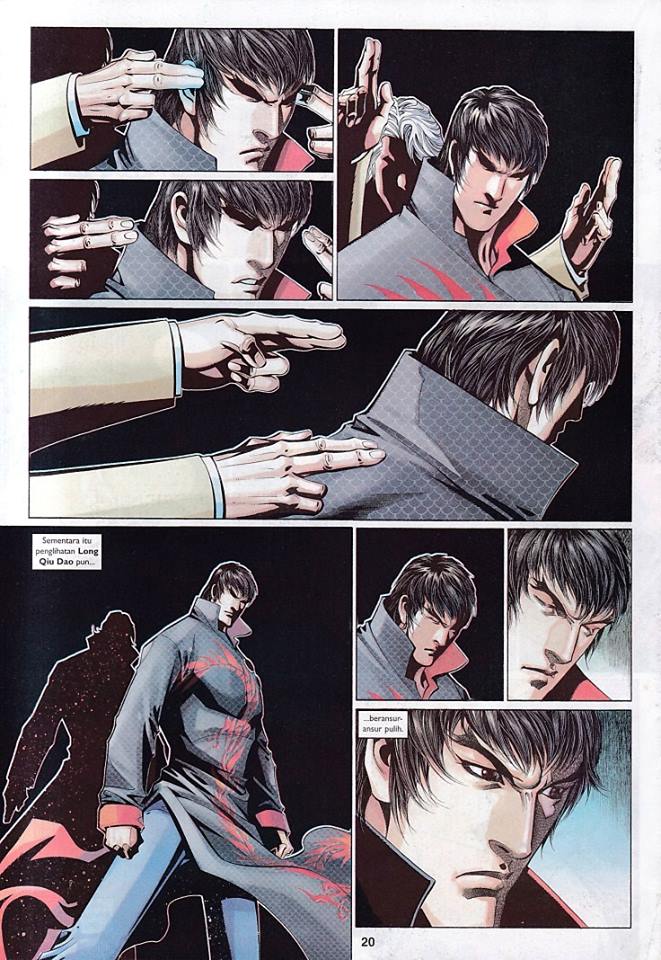 Sementara itu
penglihatan Long
Qiu Dao pun...
...beransur-
ansur pulih.
20